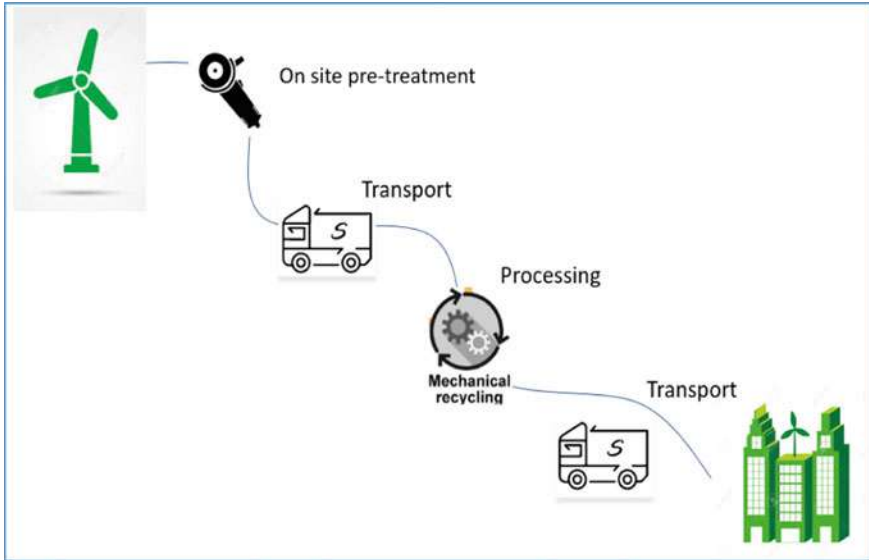 On site pre-treatment
Transport
S
Processing
Mechanical
recycling
Transport
S